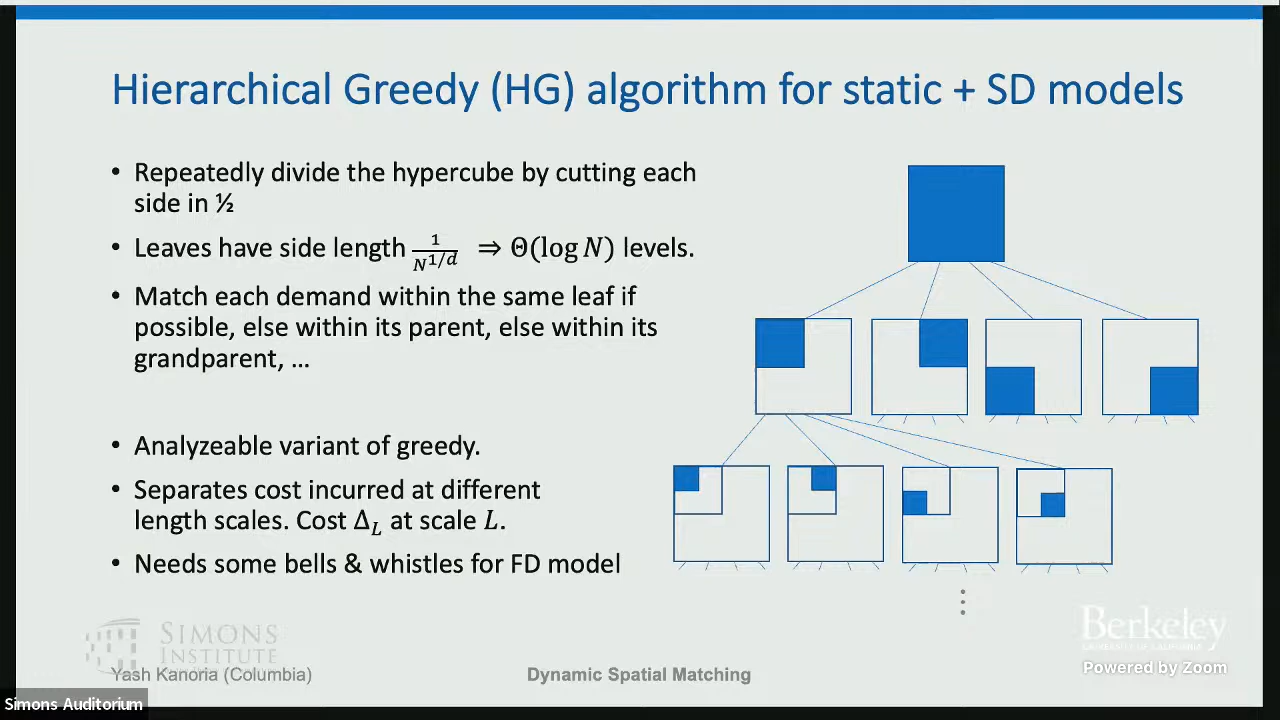 Hierarchical Greedy (HG) algorithm for static + SD models
• Repeatedly divide the hypercube by cutting each
side in ½
• Leaves have side length 1/N^{1/d} ⇒ Θ(log N) levels.
• Match each demand within the same leaf if
possible, else within its parent, else within its
grandparent, ...
• Analyzeable variant of greedy.
• Separates cost incurred at different
length scales. Cost Δ_L at scale L.
• Needs some bells & whistles for FD model
SIMONS
INSTITUTE
Berkeley
UNIVERSITY OF CALIFORNIA
Powered by Zoom
Yash Kanoria (Columbia)
Dynamic Spatial Matching
Simons Auditorium